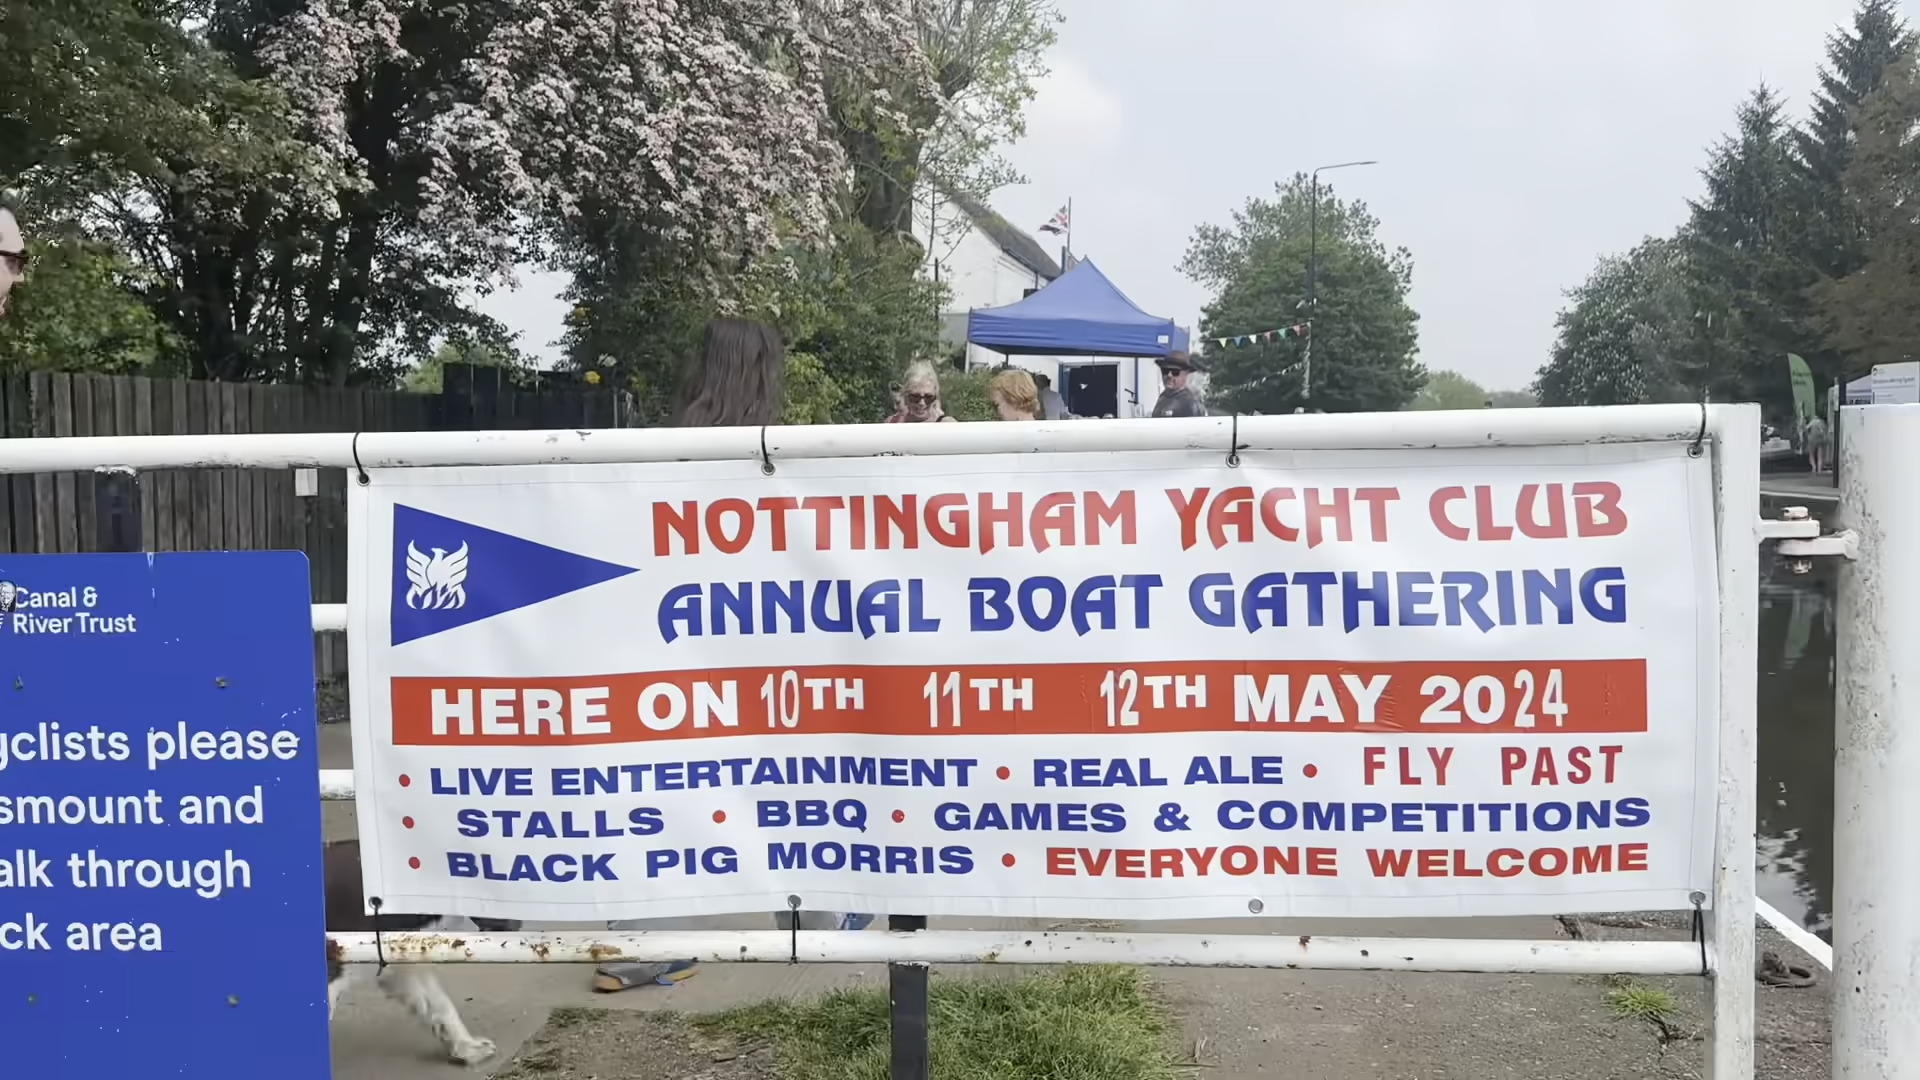 NOTTINGHAM YACHT CLUB
ANNUAL BOAT GATHERING
HERE ON 10TH 11TH 12TH MAY 2024
• LIVE ENTERTAINMENT • REAL ALE • FLY PAST
• STALLS • BBQ • GAMES & COMPETITIONS
• BLACK PIG MORRIS • EVERYONE WELCOME
Canal &
River Trust
yclists please
smount and
alk through
ck area